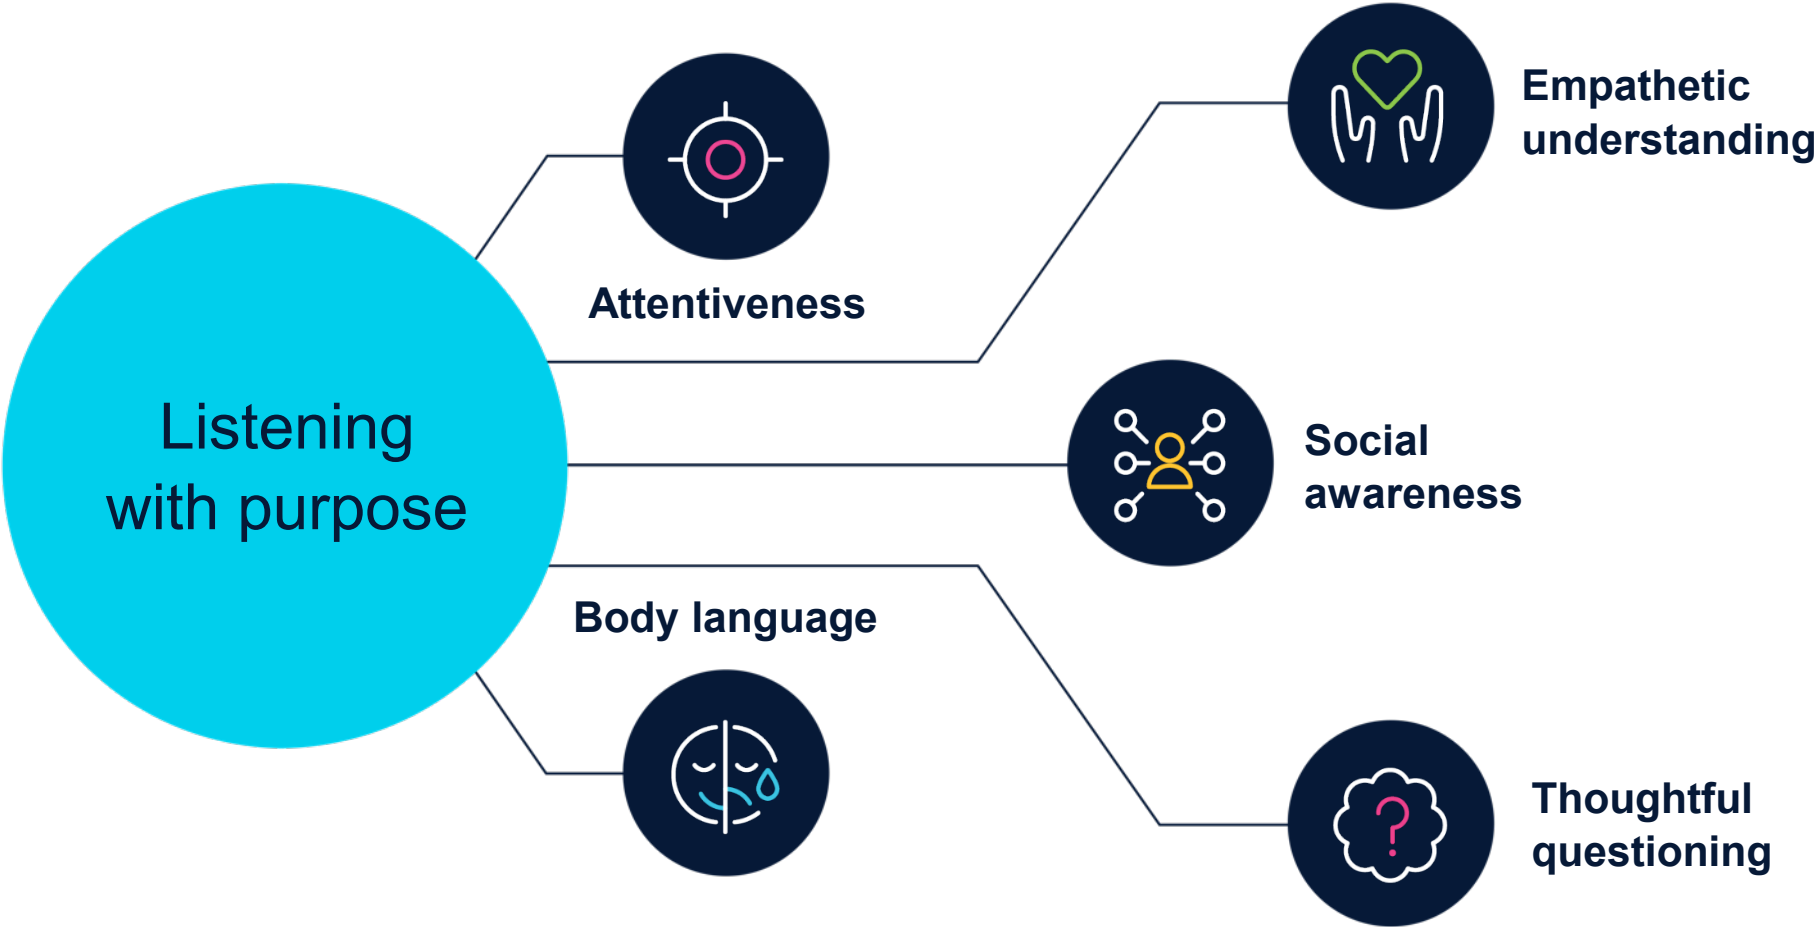 Listening
with purpose
Attentiveness
Empathetic
understanding
Social
awareness
Body language
Thoughtful
questioning